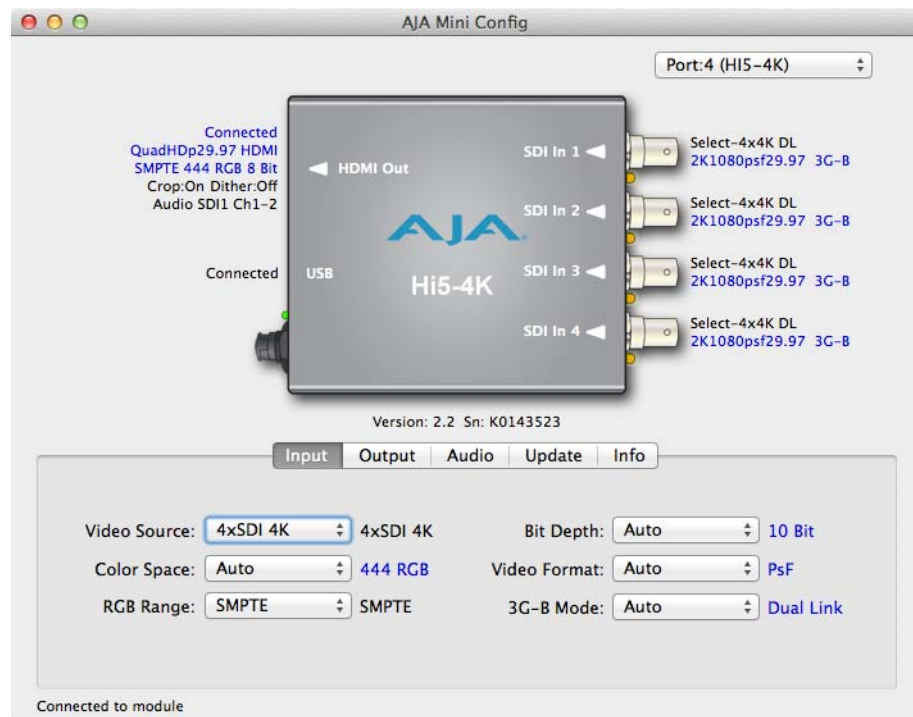 AJA Mini Config
Port:4 (HI5-4K)
Connected
QuadHDp29.97 HDMI
SMPTE 444 RGB 8 Bit
Crop:On Dither:Off
Audio SDI1 Ch1-2
HDMI Out
SDI In 1
Select-4x4K DL
2K1080psf29.97 3G-B
SDI In 2
Select-4x4K DL
2K1080psf29.97 3G-B
AJA
Connected
USB
Hi5-4K
SDI In 3
Select-4x4K DL
2K1080psf29.97 3G-B
SDI In 4
Select-4x4K DL
2K1080psf29.97 3G-B
Version: 2.2 Sn: K0143523
Input Output Audio Update Info
Video Source: 4xSDI 4K 4xSDI 4K Bit Depth: Auto 10 Bit
Color Space: Auto 444 RGB Video Format: Auto PsF
RGB Range: SMPTE SMPTE 3G-B Mode: Auto Dual Link
Connected to module